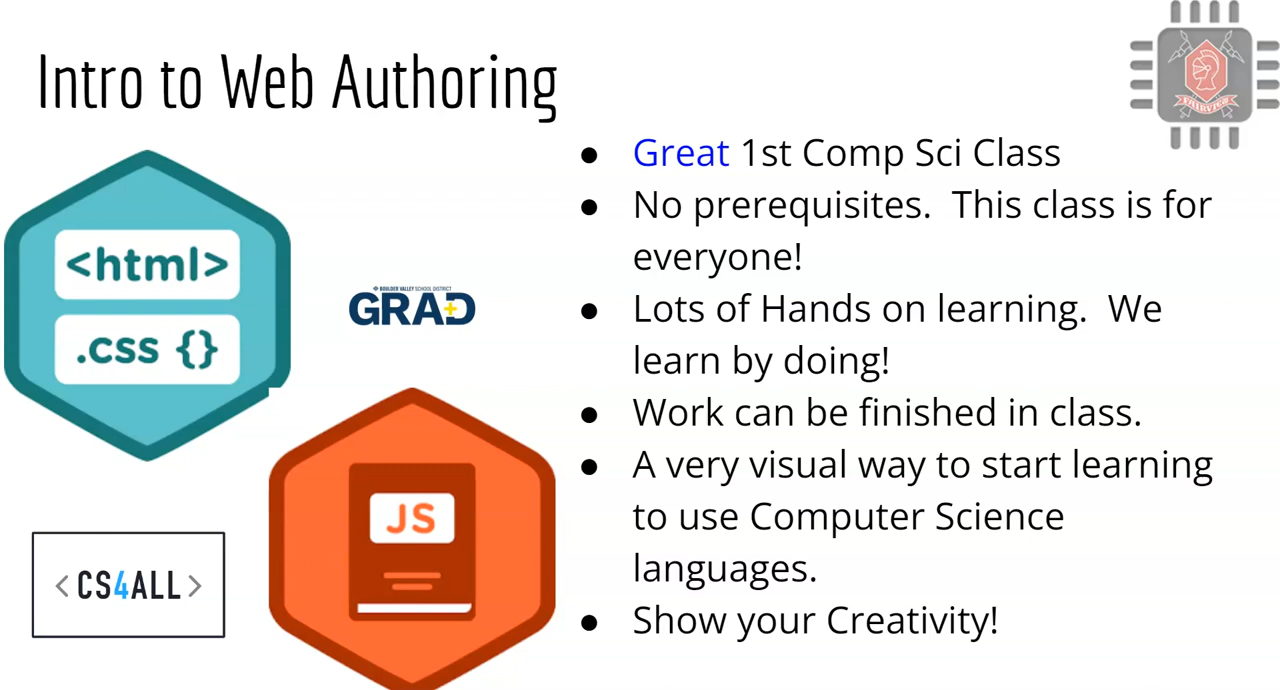 Intro to Web Authoring
FAIRVIEW
● Great 1st Comp Sci Class
● No prerequisites.  This class is for
everyone!
● Lots of Hands on learning.  We
learn by doing!
● Work can be finished in class.
● A very visual way to start learning
to use Computer Science
languages.
● Show your Creativity!
<html>
.css {}
BOULDER VALLEY SCHOOL DISTRICT
GRAD
JS
<CS4ALL>